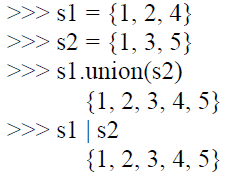 >>> s1 = {1, 2, 4}
>>> s2 = {1, 3, 5}
>>> s1.union(s2)
{1, 2, 3, 4, 5}
>>> s1 | s2
{1, 2, 3, 4, 5}